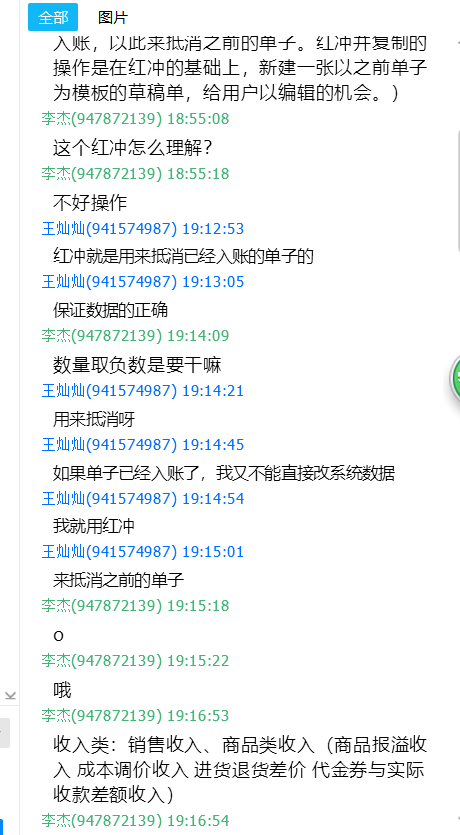 全部 图片
入账，以此来抵消之前的单子。红冲并复制的
操作是在红冲的基础上，新建一张以之前单子
为模板的草稿单，给用户以编辑的机会。）
李杰(947872139) 18:55:08
这个红冲怎么理解？
李杰(947872139) 18:55:18
不好操作
王灿灿(941574987) 19:12:53
红冲就是用来抵消已经入账的单子的
王灿灿(941574987) 19:13:05
保证数据的正确
李杰(947872139) 19:14:09
数量取负数是要干嘛
王灿灿(941574987) 19:14:21
用来抵消呀
王灿灿(941574987) 19:14:45
如果单子已经入账了，我又不能直接改系统数据
王灿灿(941574987) 19:14:54
我就用红冲
王灿灿(941574987) 19:15:01
来抵消之前的单子
李杰(947872139) 19:15:18
o
李杰(947872139) 19:15:22
哦
李杰(947872139) 19:16:53
收入类：销售收入、商品类收入（商品报溢收
入 成本调价收入 进货退货差价 代金券与实际
收款差额收入）
李杰(947872139) 19:16:54